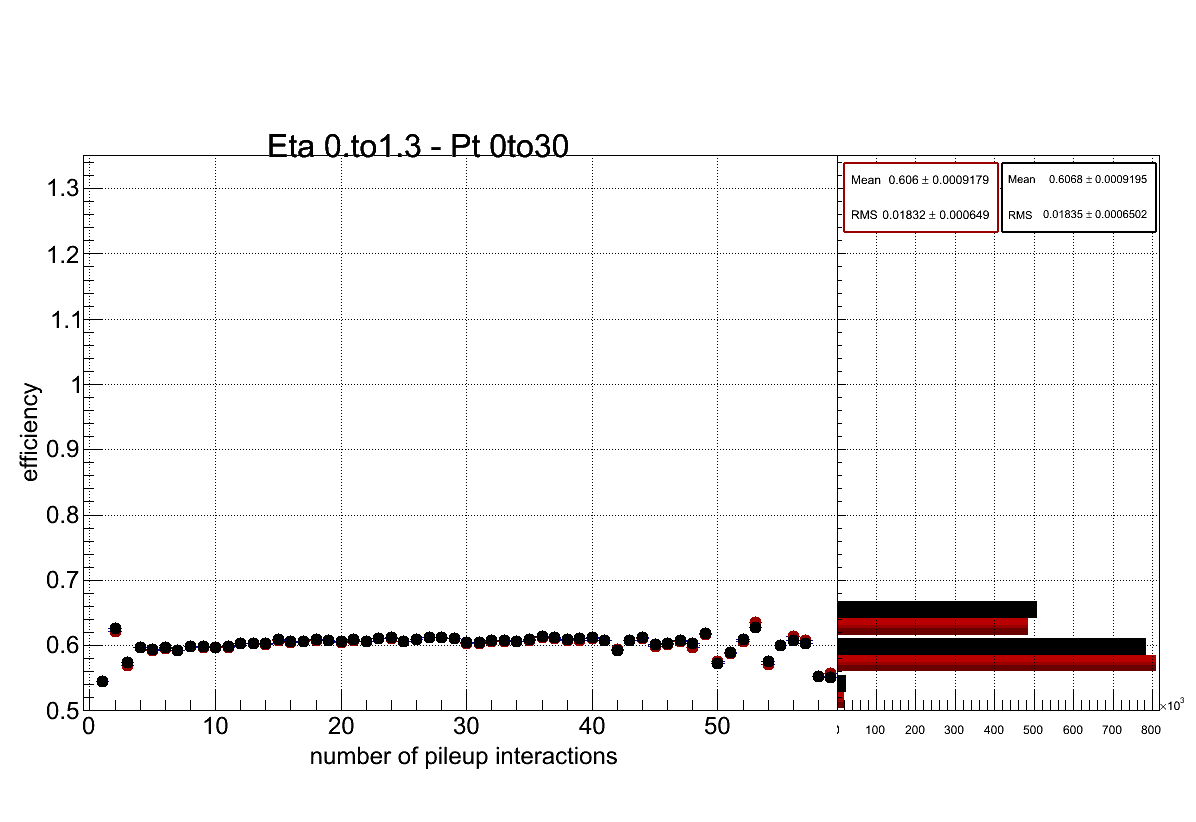 Eta 0.to1.3 - Pt 0to30
Mean 0.606 ± 0.0009179
RMS 0.01832 ± 0.000649
Mean 0.6068 ± 0.0009195
RMS 0.01835 ± 0.0006502
1.3
1.2
1.1
1
0.9
0.8
0.7
0.6
0.5
efficiency
0 10 20 30 40 50
number of pileup interactions
100 200 300 400 500 600 700 800
×10³